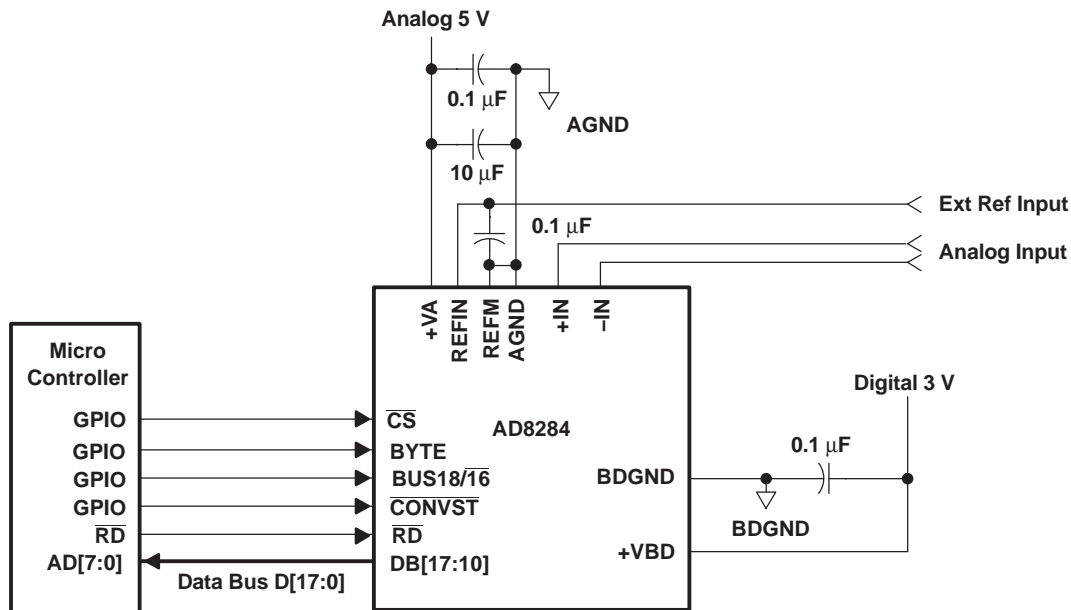 Analog 5 V
0.1 μF
AGND
10 μF
0.1 μF
Ext Ref Input
Analog Input
+VA
REFIN
REFM
AGND
+IN
−IN
Micro
Controller
GPIO
CS
GPIO
BYTE
GPIO
BUS18/16
GPIO
CONVST
RD
RD
AD[7:0]
Data Bus D[17:0]
DB[17:10]
AD8284
BDGND
+VBD
Digital 3 V
0.1 μF
BDGND